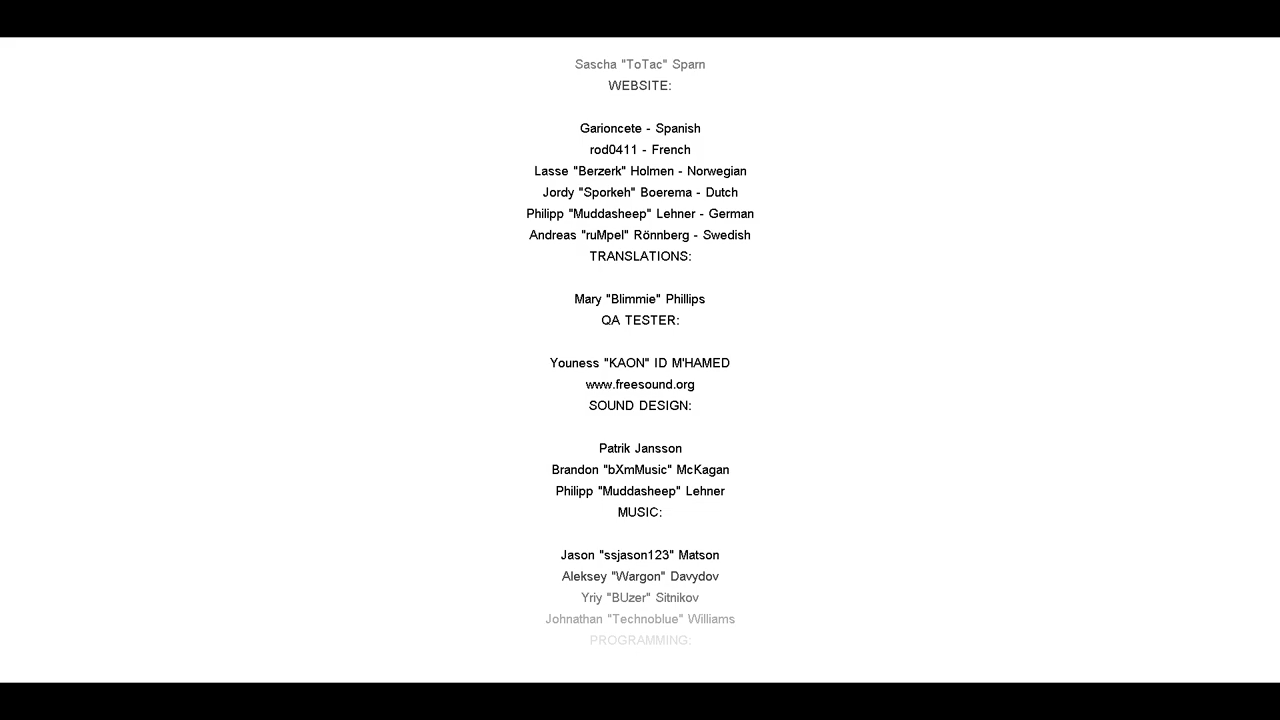 Sascha "ToTac" Sparn
WEBSITE:
Garioncete - Spanish
rod0411 - French
Lasse "Berzerk" Holmen - Norwegian
Jordy "Sporkeh" Boerema - Dutch
Philipp "Muddasheep" Lehner - German
Andreas "ruMpel" Rönnberg - Swedish
TRANSLATIONS:
Mary "Blimmie" Phillips
QA TESTER:
Youness "KAON" ID M'HAMED
www.freesound.org
SOUND DESIGN:
Patrik Jansson
Brandon "bXmMusic" McKagan
Philipp "Muddasheep" Lehner
MUSIC:
Jason "ssjason123" Matson
Aleksey "Wargon" Davydov
Yriy "BUzer" Sitnikov
Johnathan "Technoblue" Williams
PROGRAMMING: